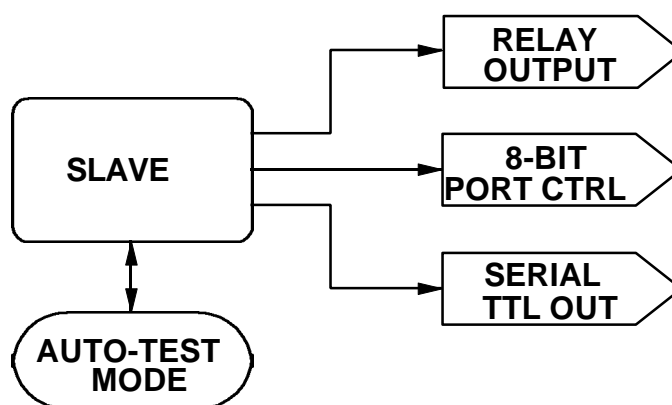 RELAY
OUTPUT
SLAVE
8-BIT
PORT CTRL
SERIAL
TTL OUT
AUTO-TEST
MODE